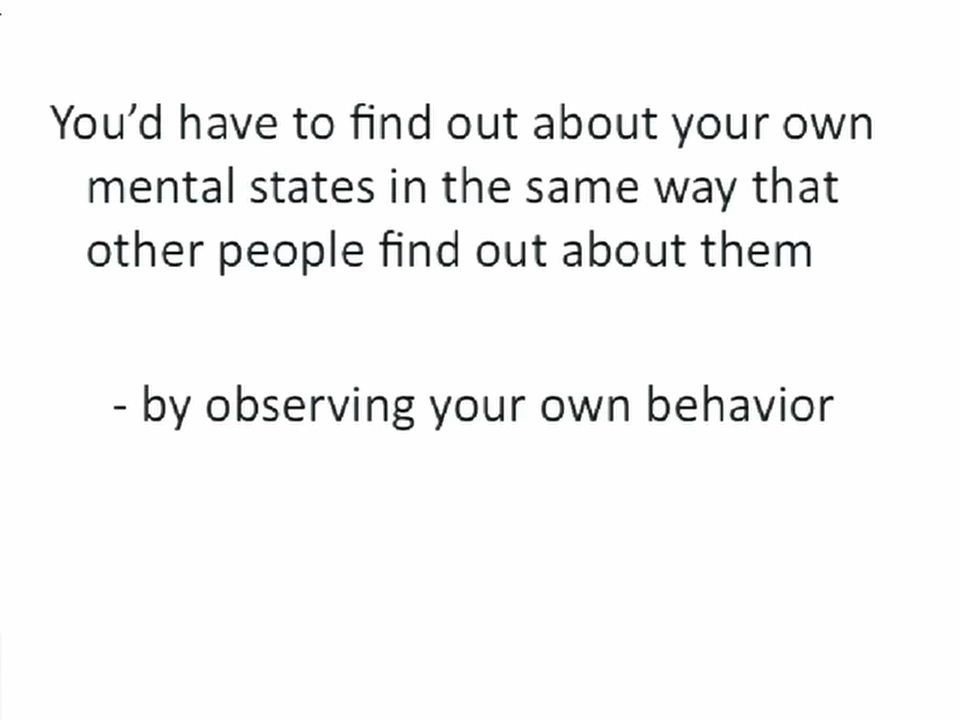 You’d have to find out about your own
mental states in the same way that
other people find out about them
- by observing your own behavior